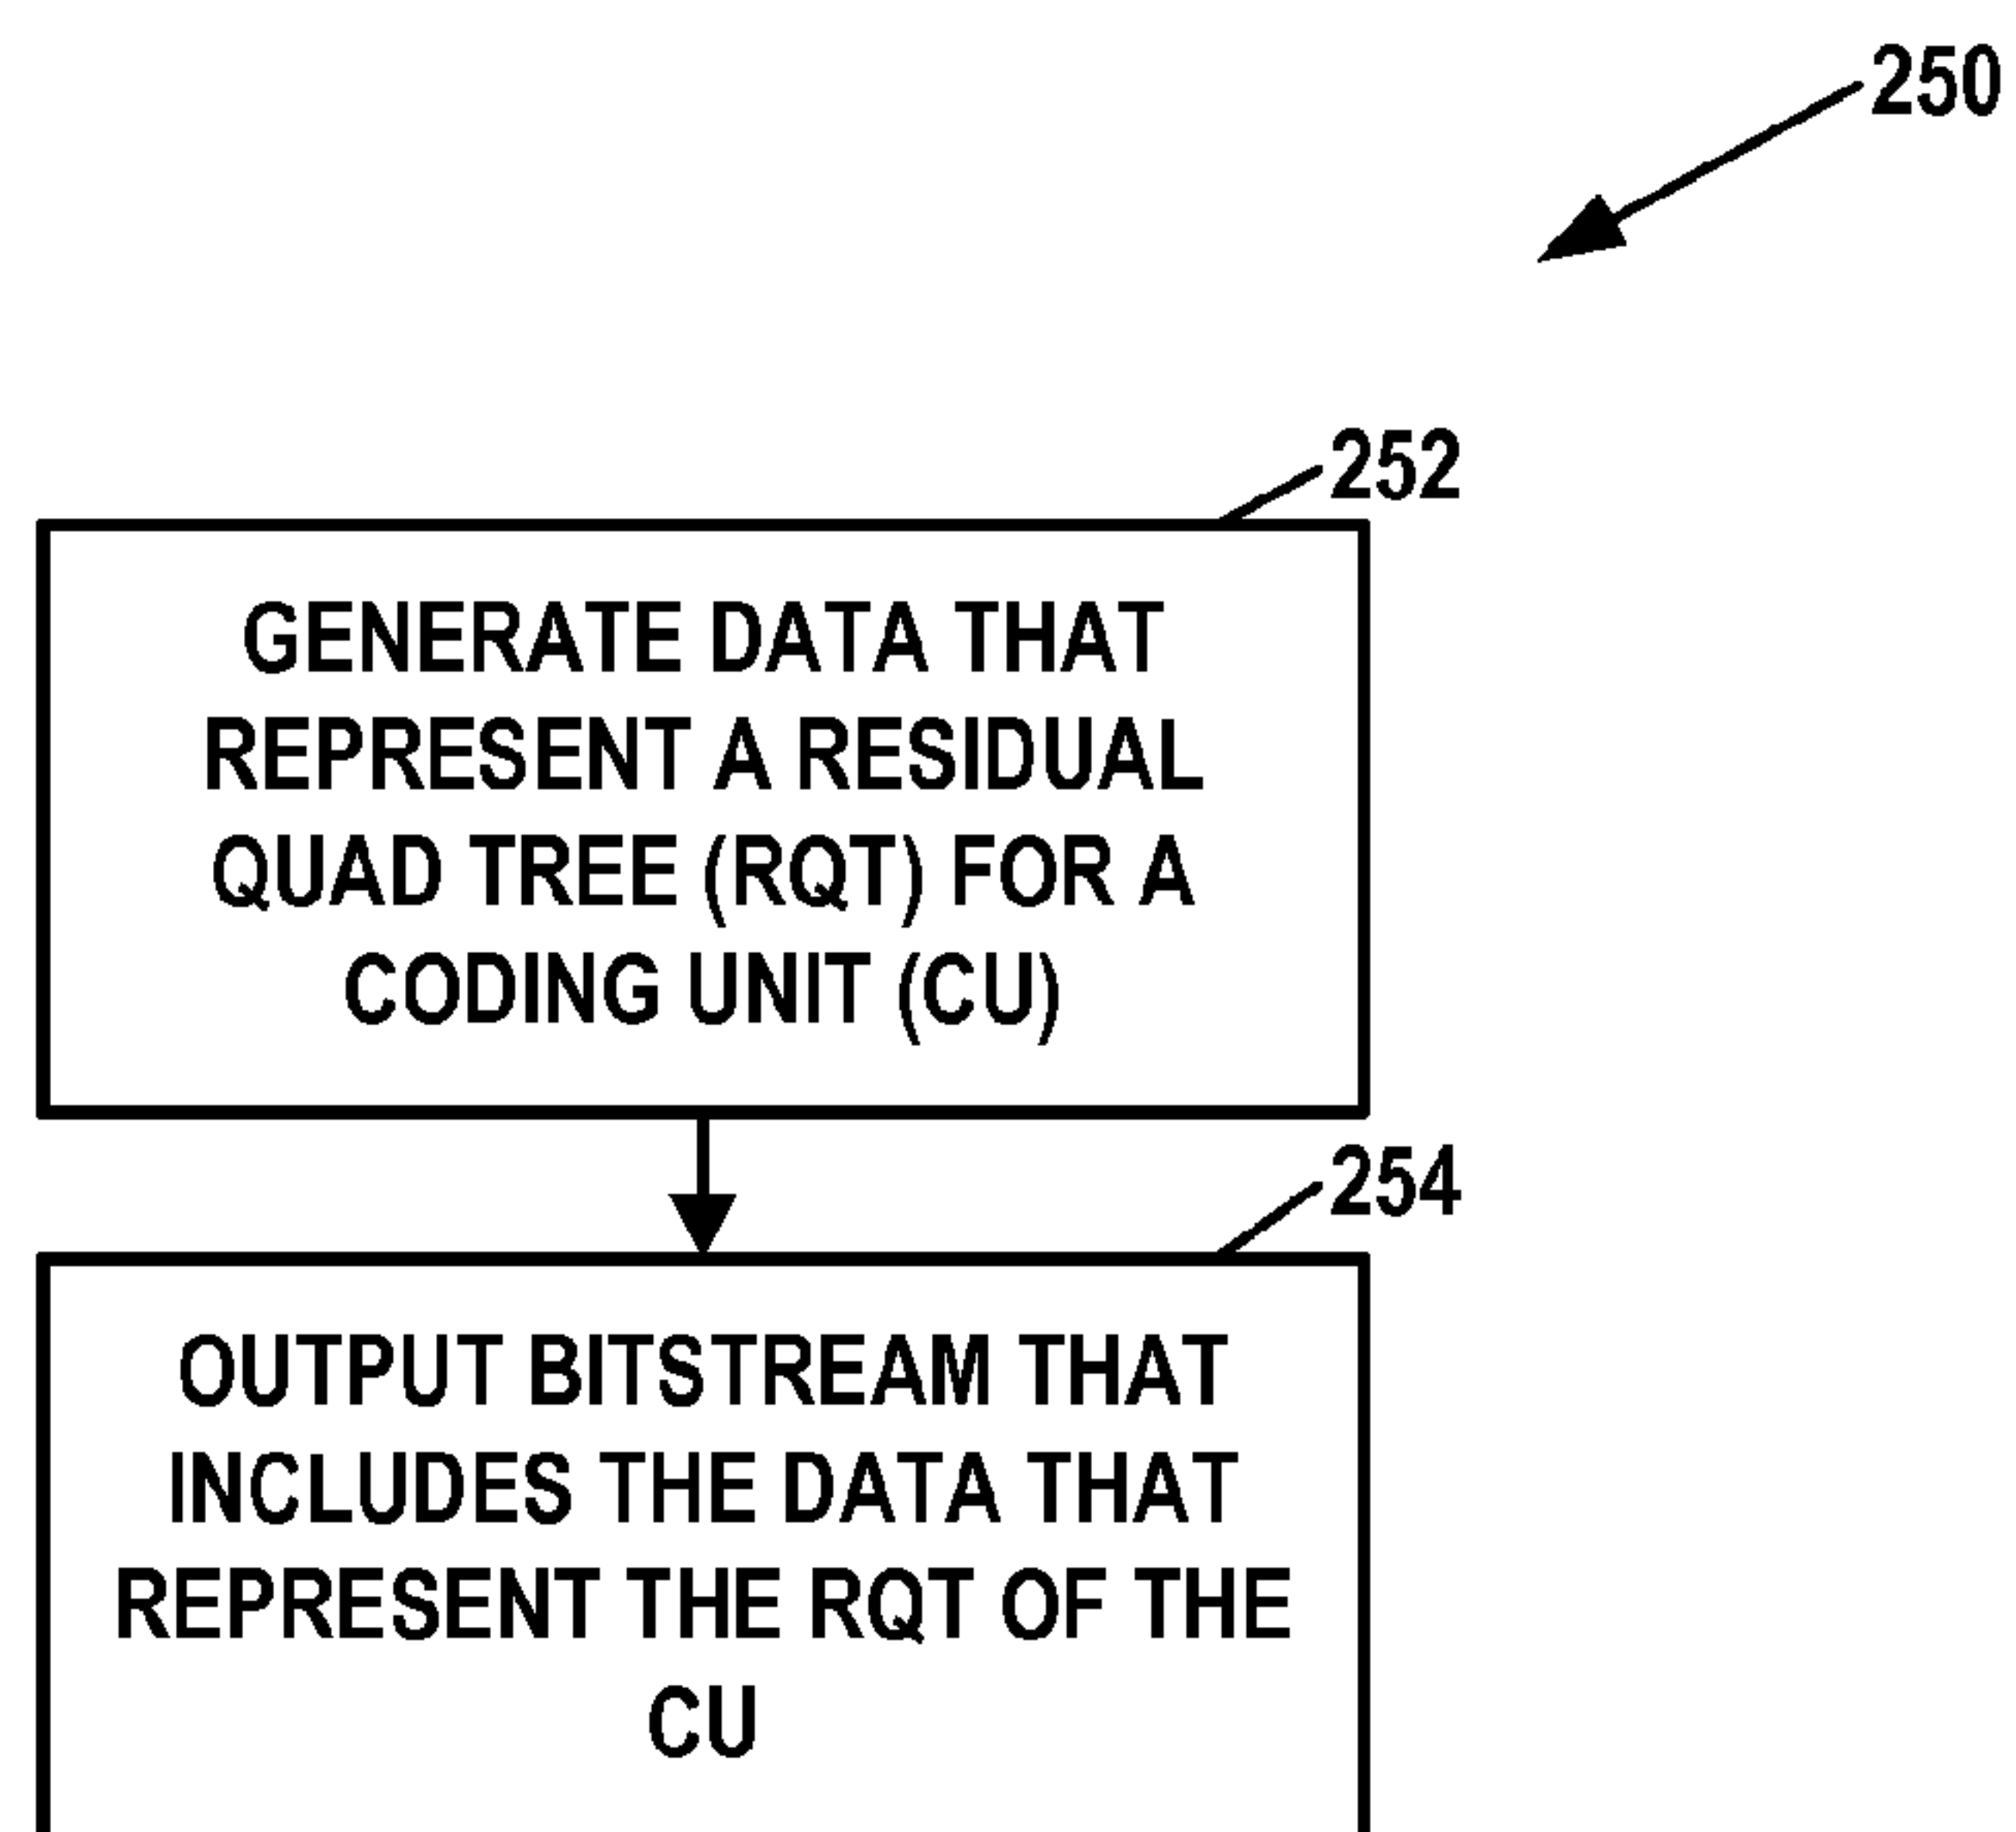 250
252
GENERATE DATA THAT
REPRESENT A RESIDUAL
QUAD TREE (RQT) FOR A
CODING UNIT (CU)
254
OUTPUT BITSTREAM THAT
INCLUDES THE DATA THAT
REPRESENT THE RQT OF THE
CU